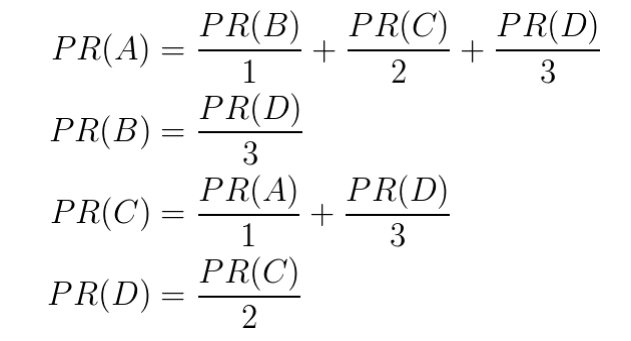 PR(A) = PR(B)/1 + PR(C)/2 + PR(D)/3
PR(B) = PR(D)/3
PR(C) = PR(A)/1 + PR(D)/3
PR(D) = PR(C)/2